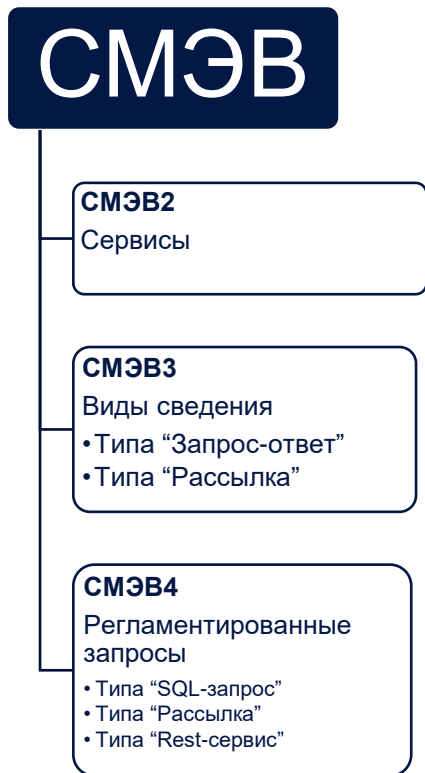 СМЭВ
СМЭВ2
Сервисы
СМЭВ3
Виды сведения
•Типа “Запрос-ответ”
•Типа “Рассылка”
СМЭВ4
Регламентированные
запросы
• Типа “SQL-запрос”
• Типа “Рассылка”
• Типа “Rest-сервис”